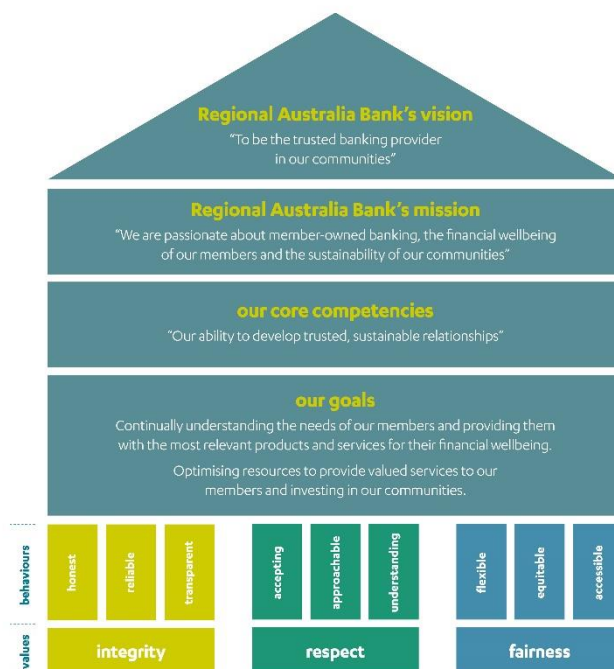 Regional Australia Bank's vision
"To be the trusted banking provider
in our communities"
Regional Australia Bank's mission
"We are passionate about member-owned banking, the financial wellbeing
of our members and the sustainability of our communities"
our core competencies
"Our ability to develop trusted, sustainable relationships"
our goals
Continually understanding the needs of our members and providing them
with the most relevant products and services for their financial wellbeing.
Optimising resources to provide valued services to our
members and investing in our communities.
behaviours
honest
reliable
transparent
accepting
approachable
understanding
flexible
equitable
accessible
values
integrity
respect
fairness